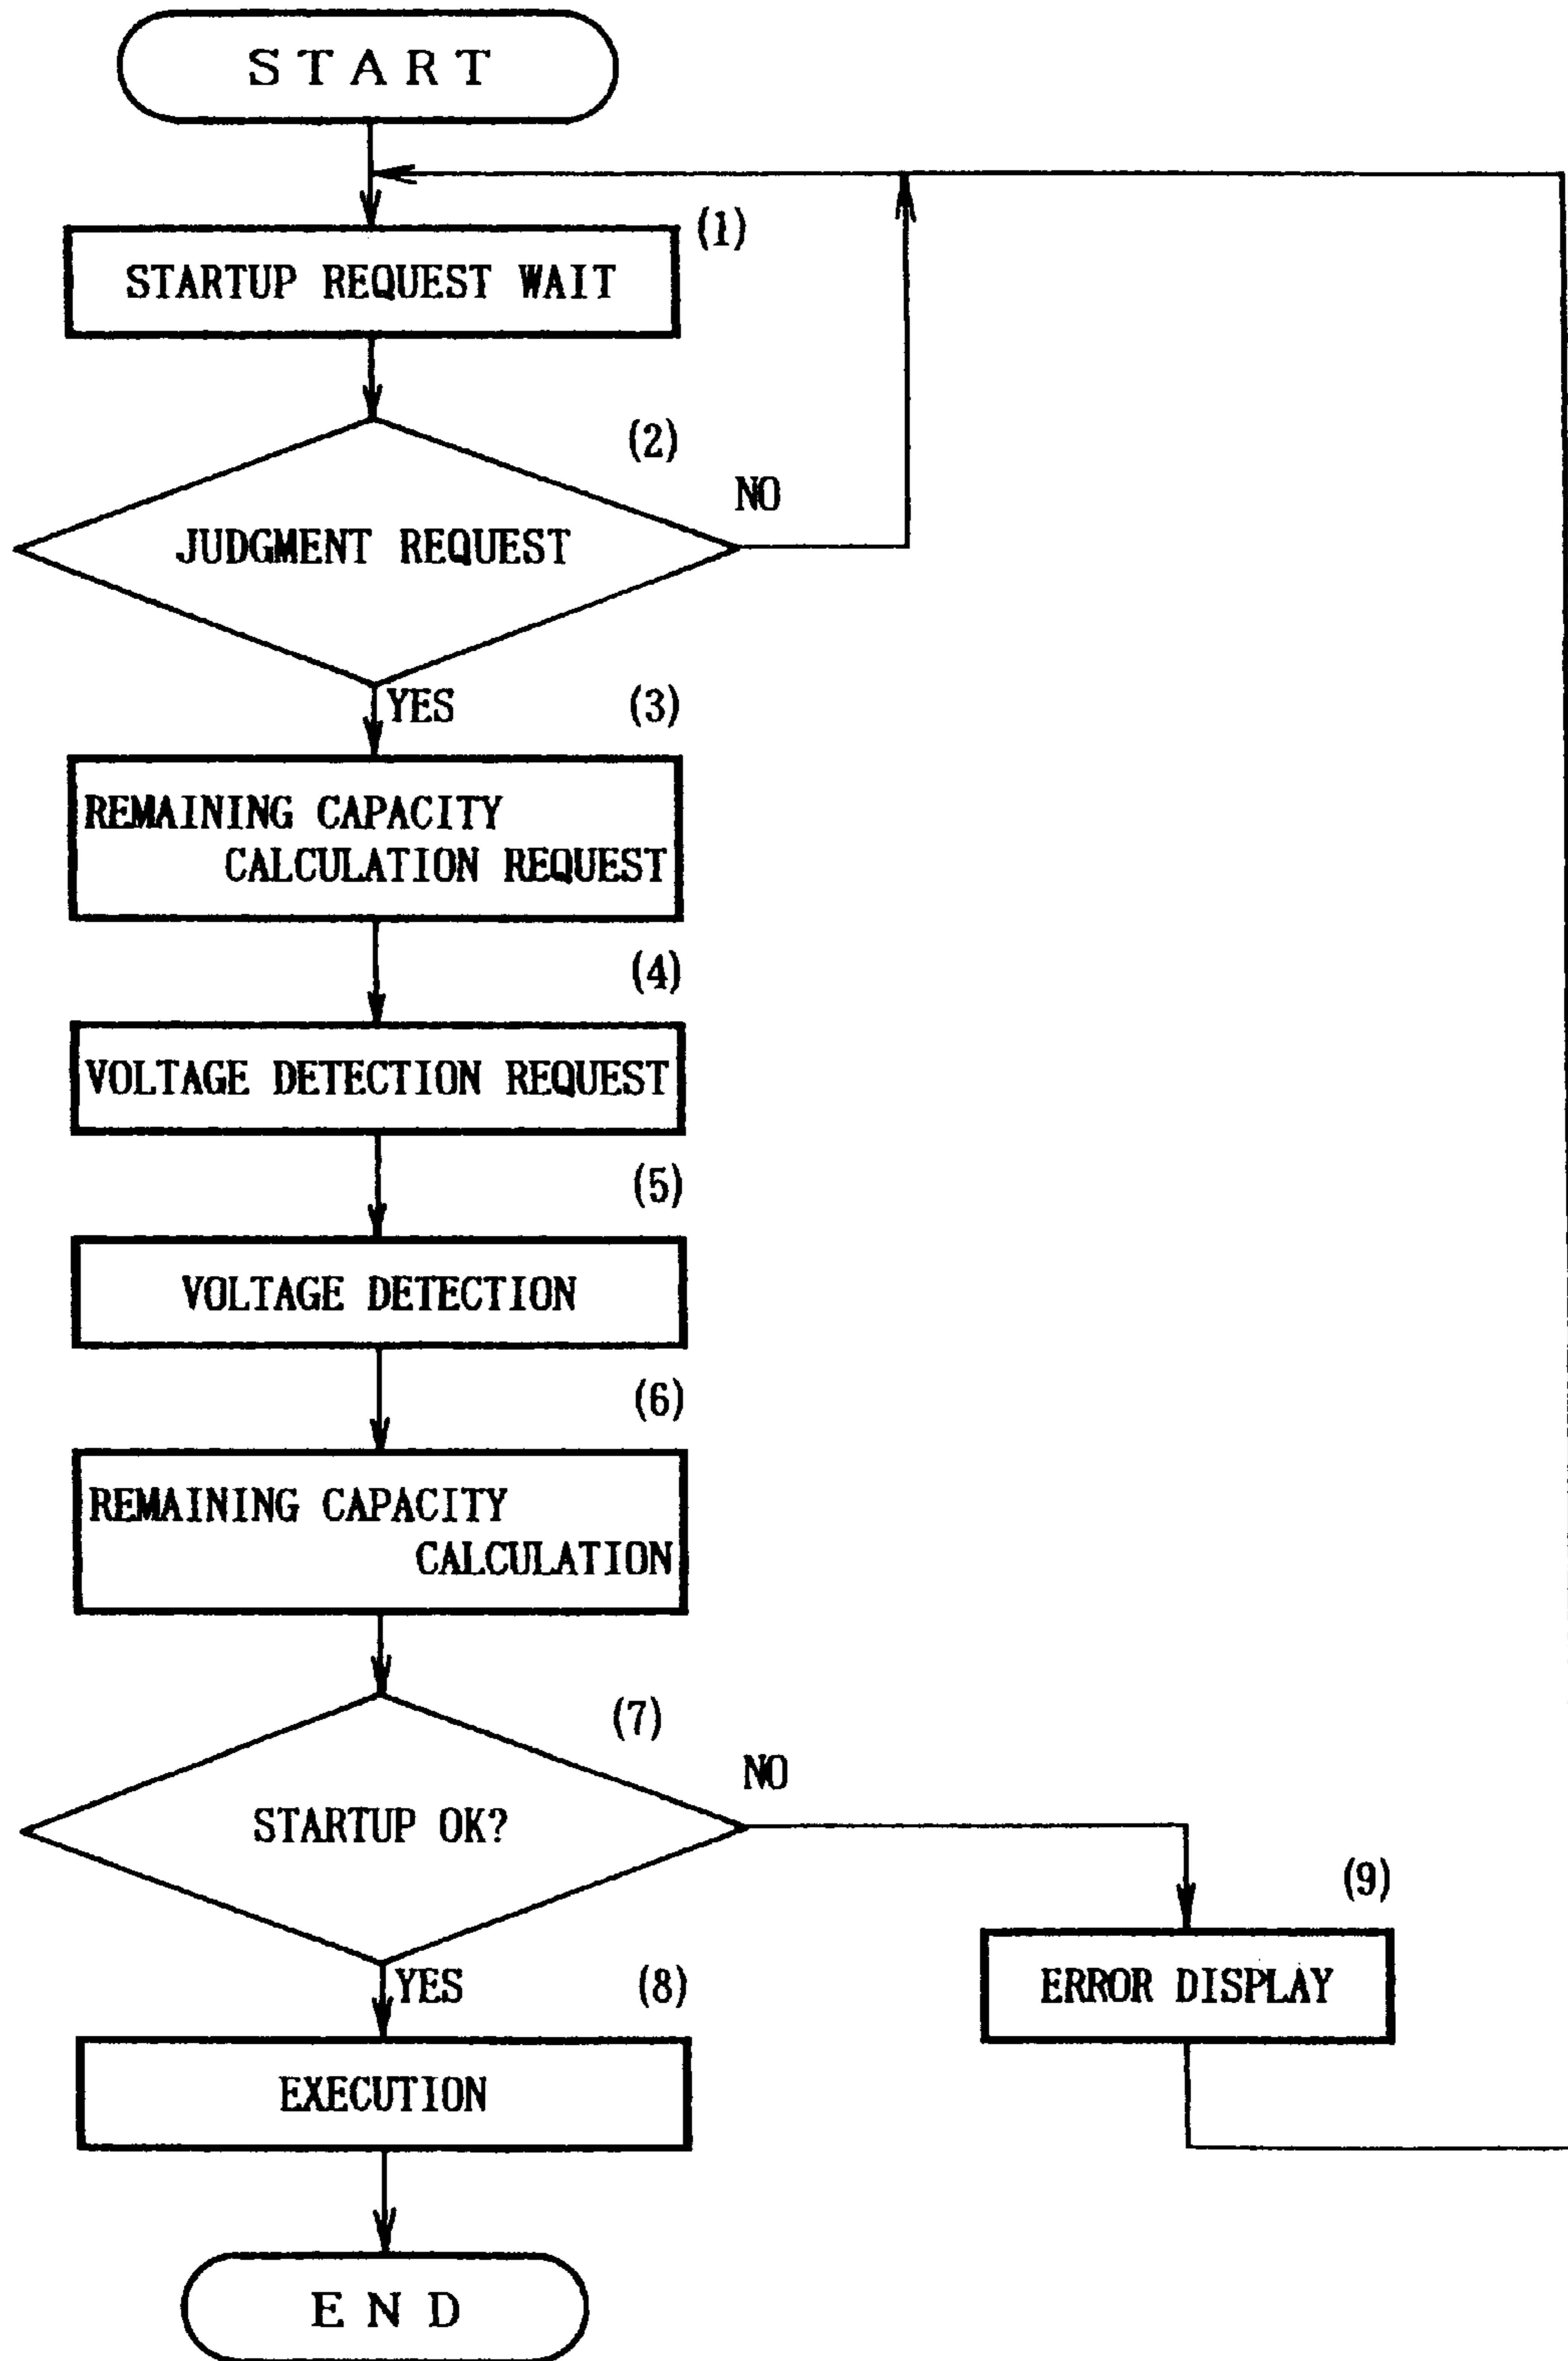 START
(1)
STARTUP REQUEST WAIT
(2)
NO
JUDGMENT REQUEST
YES
(3)
REMAINING CAPACITY
CALCULATION REQUEST
(4)
VOLTAGE DETECTION REQUEST
(5)
VOLTAGE DETECTION
(6)
REMAINING CAPACITY
CALCULATION
(7)
NO
STARTUP OK?
(9)
ERROR DISPLAY
YES
(8)
EXECUTION
END